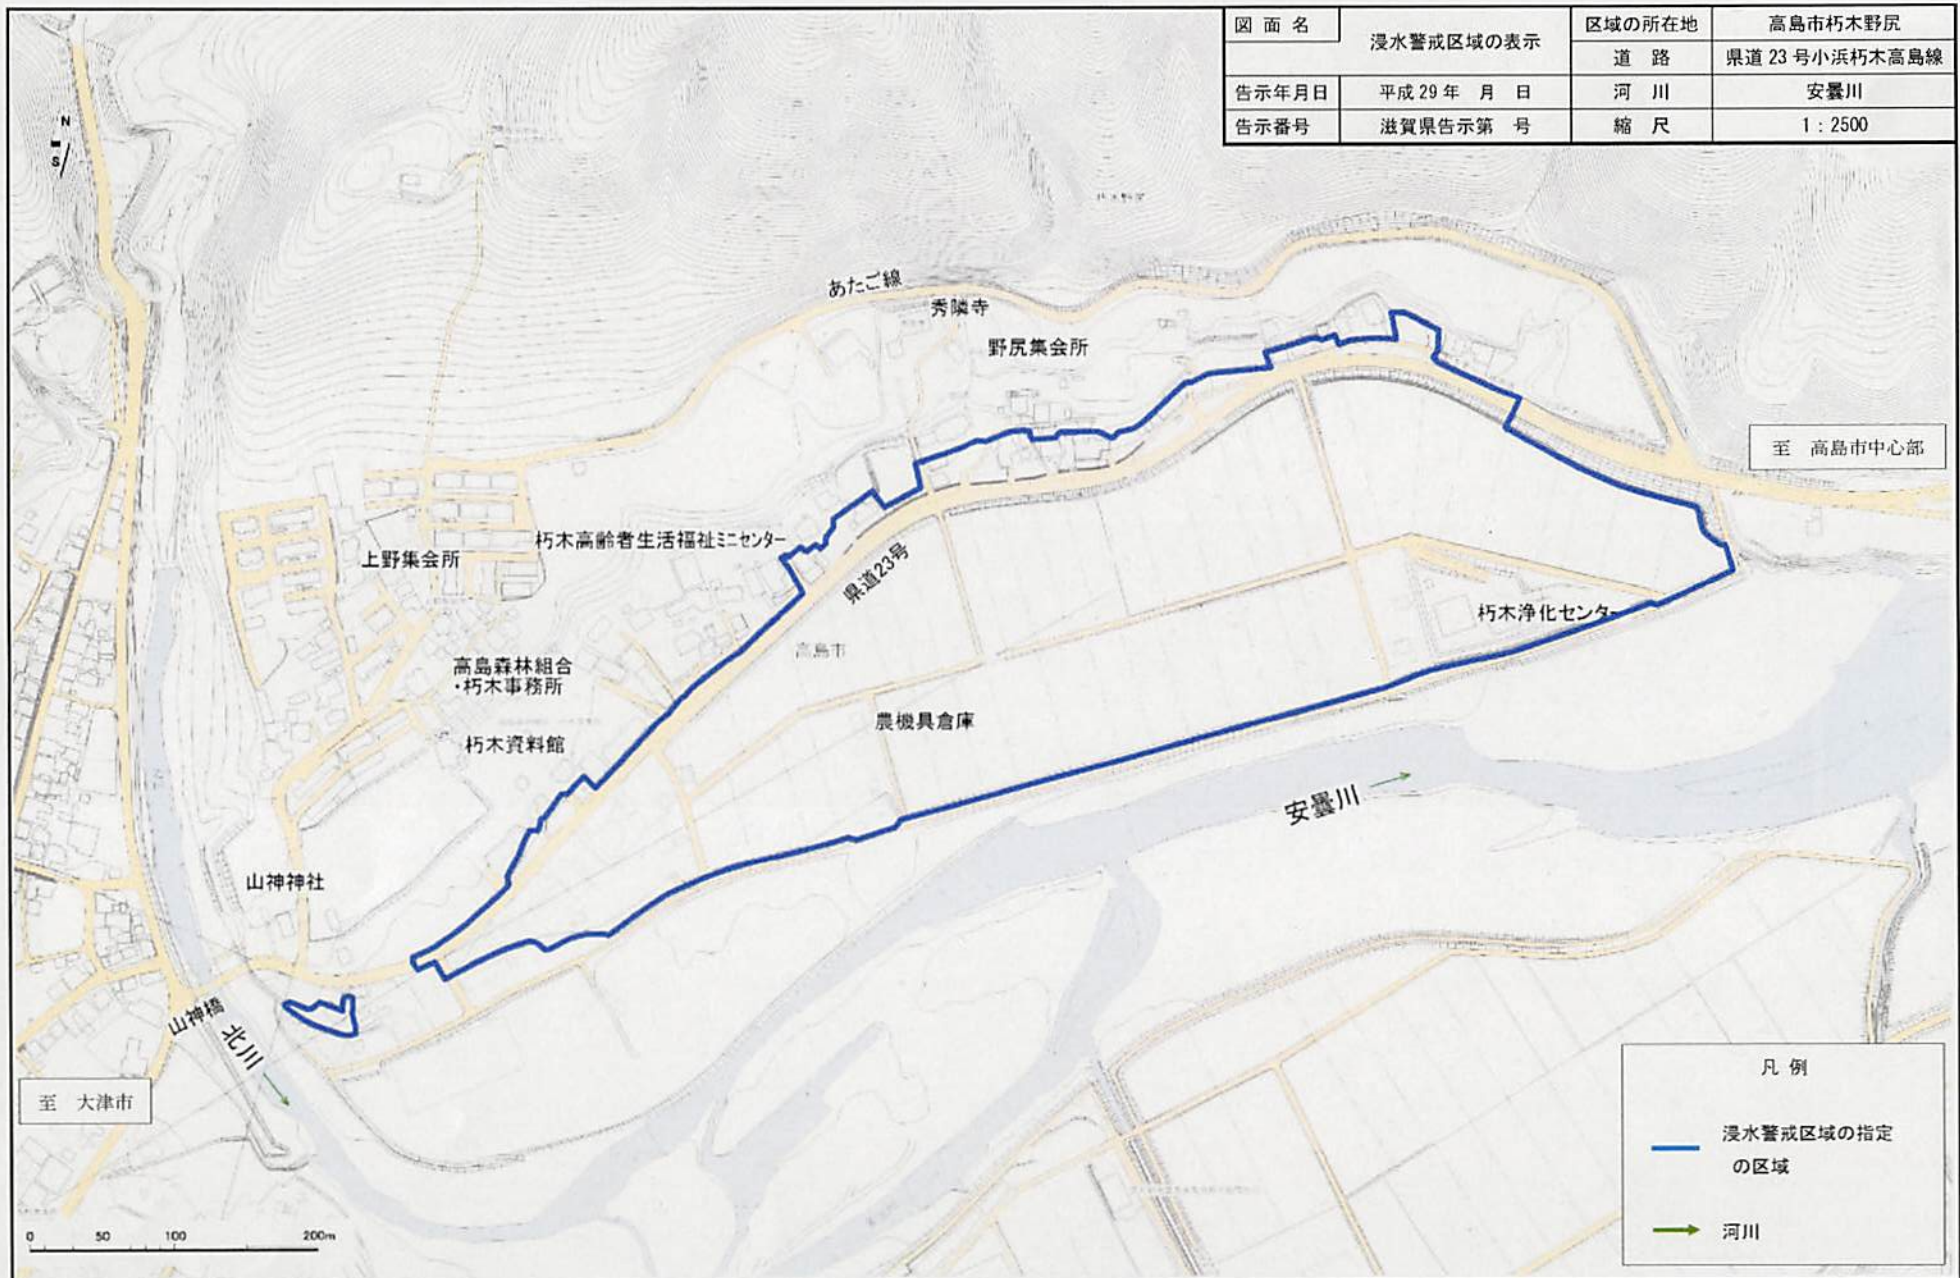 図面名
浸水警戒区域の表示
区域の所在地
高島市朽木野尻
道路
県道23号小浜朽木高島線
告示年月日
平成29年 月 日
河川
安曇川
告示番号
滋賀県告示第 号
縮尺
1:2500
N
S
あたご線
秀隣寺
野尻集会所
至 高島市中心部
朽木高齢者生活福祉ミニセンター
上野集会所
県道23号
朽木浄化センター
高島市
高島森林組合
・朽木事務所
農機具倉庫
朽木資料館
安曇川
山神神社
山神橋
北川
至 大津市
凡例
浸水警戒区域の指定
の区域
河川
0 50 100 200m